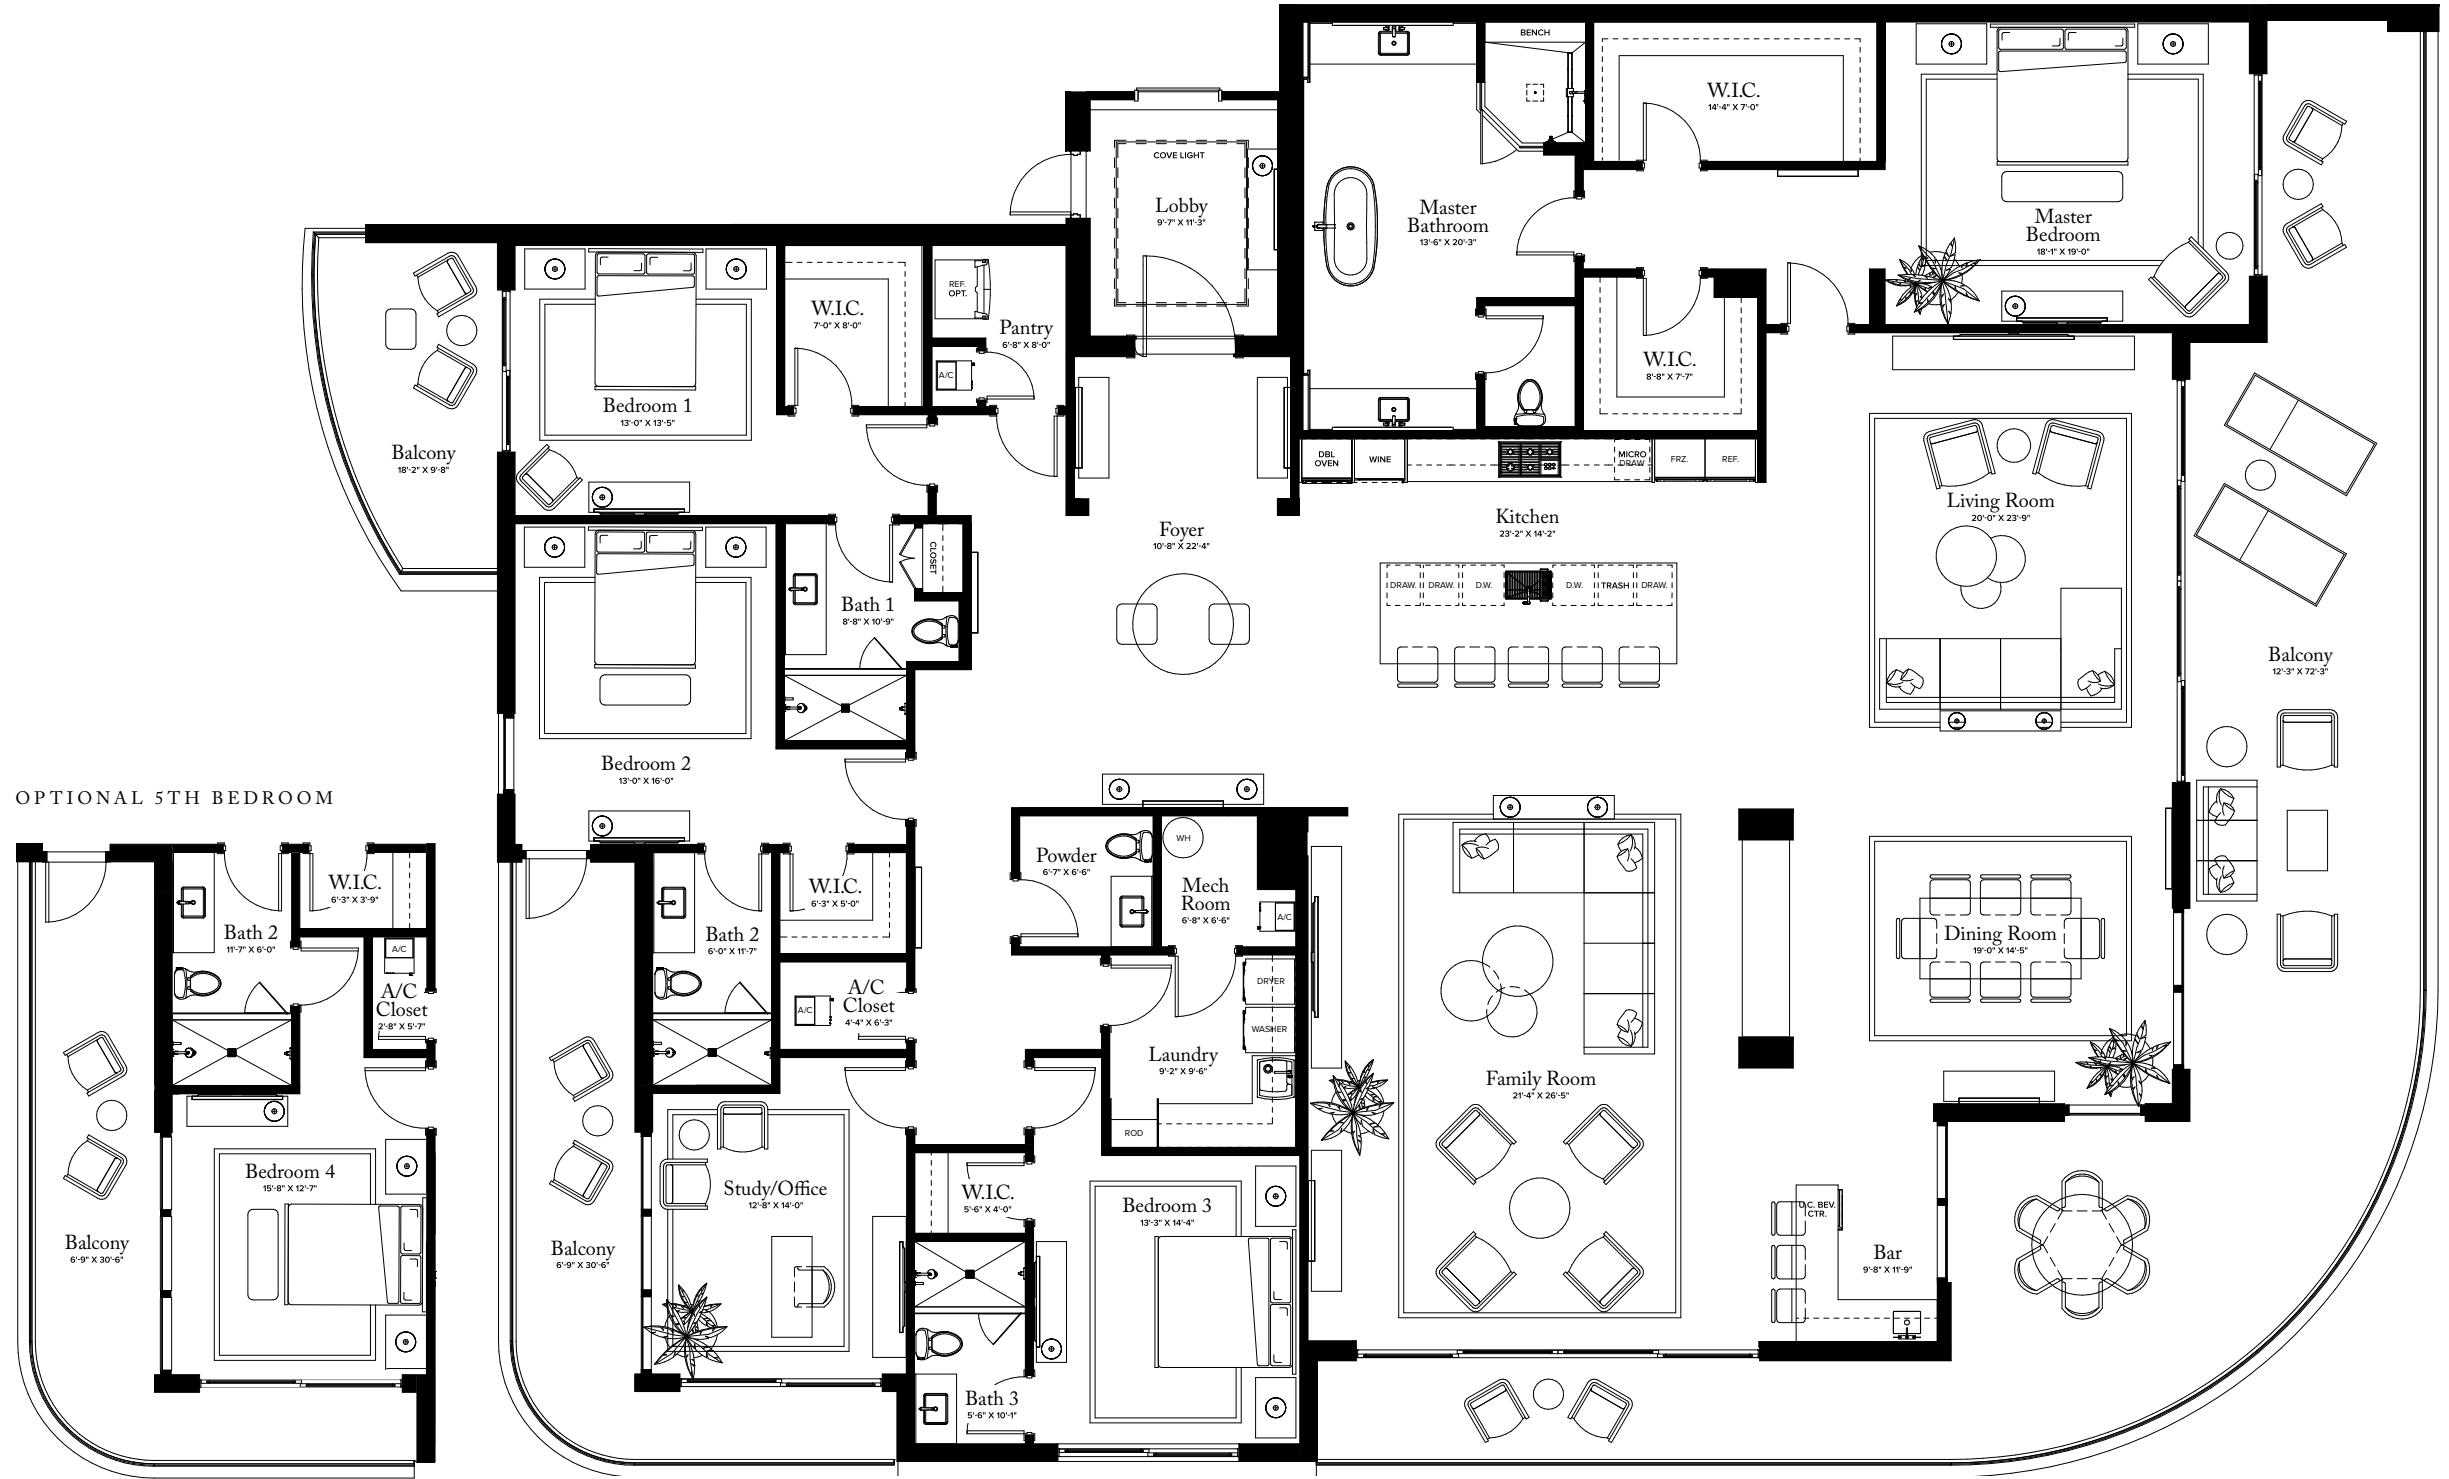 BENCH
W.I.C.
14'-4" X 7'-0"
COVE LIGHT
Lobby
9'-7" X 11'-3"
Master
Bathroom
13'-6" X 20'-3"
Master
Bedroom
18'-1" X 19'-0"
W.I.C.
7'-0" X 8'-0"
REF.
OPT.
Pantry
6'-8" X 8'-0"
A/C
W.I.C.
8'-8" X 7'-7"
Bedroom 1
13'-0" X 13'-5"
Balcony
18'-2" X 9'-8"
DBL
OVEN
WINE
MICRO
DRAW.
FRZ.
REF.
Living Room
20'-0" X 23'-9"
Foyer
10'-8" X 22'-4"
Kitchen
23'-2" X 14'-2"
CLOSET
DRAW.
DRAW.
D.W.
D.W.
TRASH
DRAW.
Bath 1
8'-8" X 10'-9"
Balcony
12'-3" X 72'-3"
Bedroom 2
13'-0" X 16'-0"
OPTIONAL 5TH BEDROOM
WH
Powder
6'-7" X 6'-6"
Mech
Room
6'-8" X 6'-6"
A/C
W.I.C.
6'-3" X 3'-9"
Bath 2
11'-7" X 6'-0"
A/C
A/C
Closet
2'-8" X 5'-7"
W.I.C.
6'-3" X 5'-0"
Bath 2
6'-0" X 11'-7"
A/C
A/C
Closet
4'-4" X 6'-3"
Dining Room
19'-0" X 14'-5"
DRYER
WASHER
Laundry
9'-2" X 9'-6"
ROD
Family Room
21'-4" X 26'-5"
Bedroom 4
15'-8" X 12'-7"
Balcony
6'-9" X 30'-6"
Study/Office
12'-8" X 14'-0"
Balcony
6'-9" X 30'-6"
W.I.C.
5'-6" X 4'-0"
Bedroom 3
13'-3" X 14'-4"
U.C. BEV.
CTR.
Bar
9'-8" X 11'-9"
Bath 3
5'-6" X 10'-1"